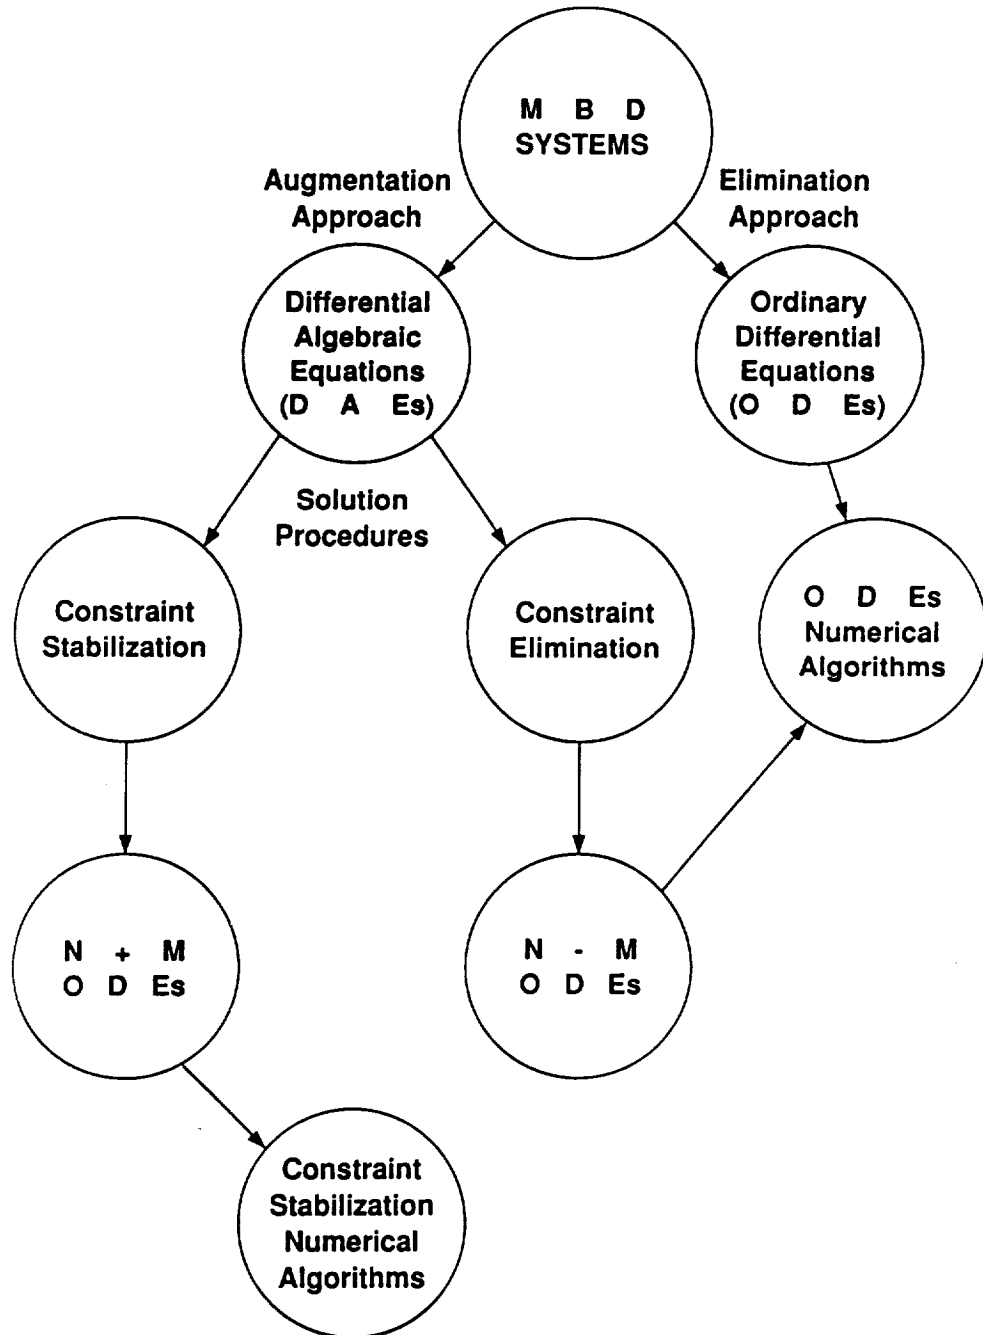 M B D
SYSTEMS
Augmentation
Approach
Elimination
Approach
Differential
Algebraic
Equations
(D A Es)
Ordinary
Differential
Equations
(O D Es)
Solution
Procedures
Constraint
Stabilization
Constraint
Elimination
O D Es
Numerical
Algorithms
N + M
O D Es
N - M
O D Es
Constraint
Stabilization
Numerical
Algorithms